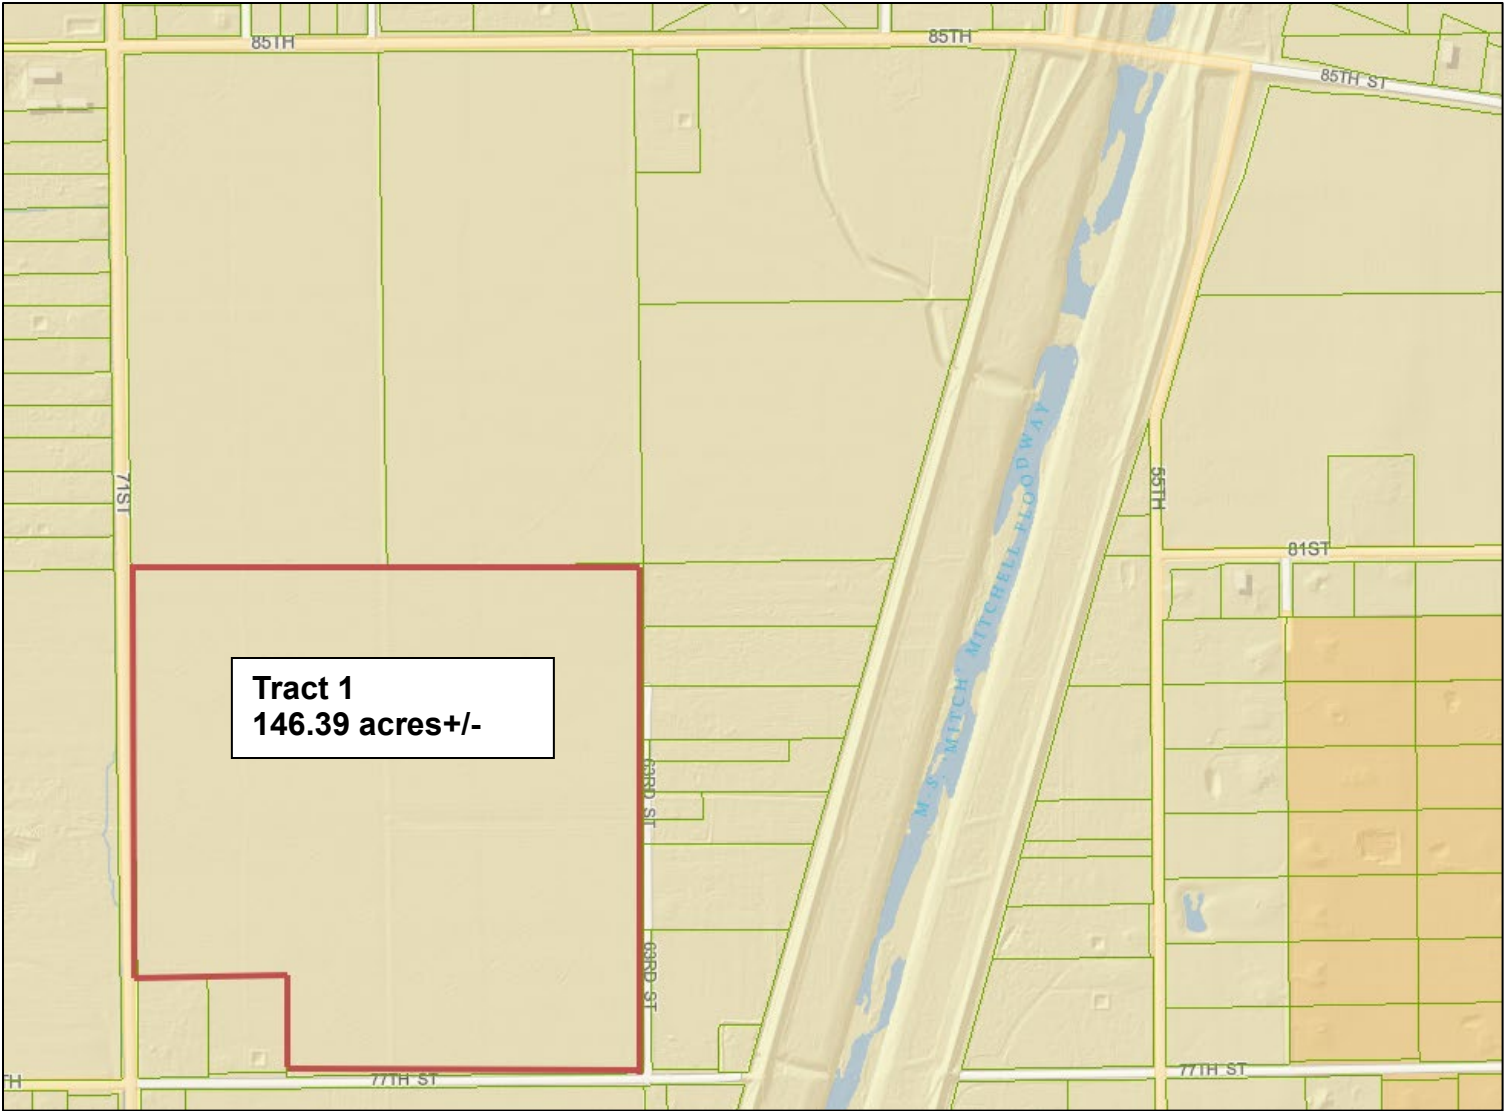 85TH
85TH
85TH ST
71ST
55TH
81ST
Tract 1
146.39 acres+/-
M.S. 'MITCH' MITCHELL FLOODWAY
63RD ST
63RD ST
TH
77TH ST
77TH ST